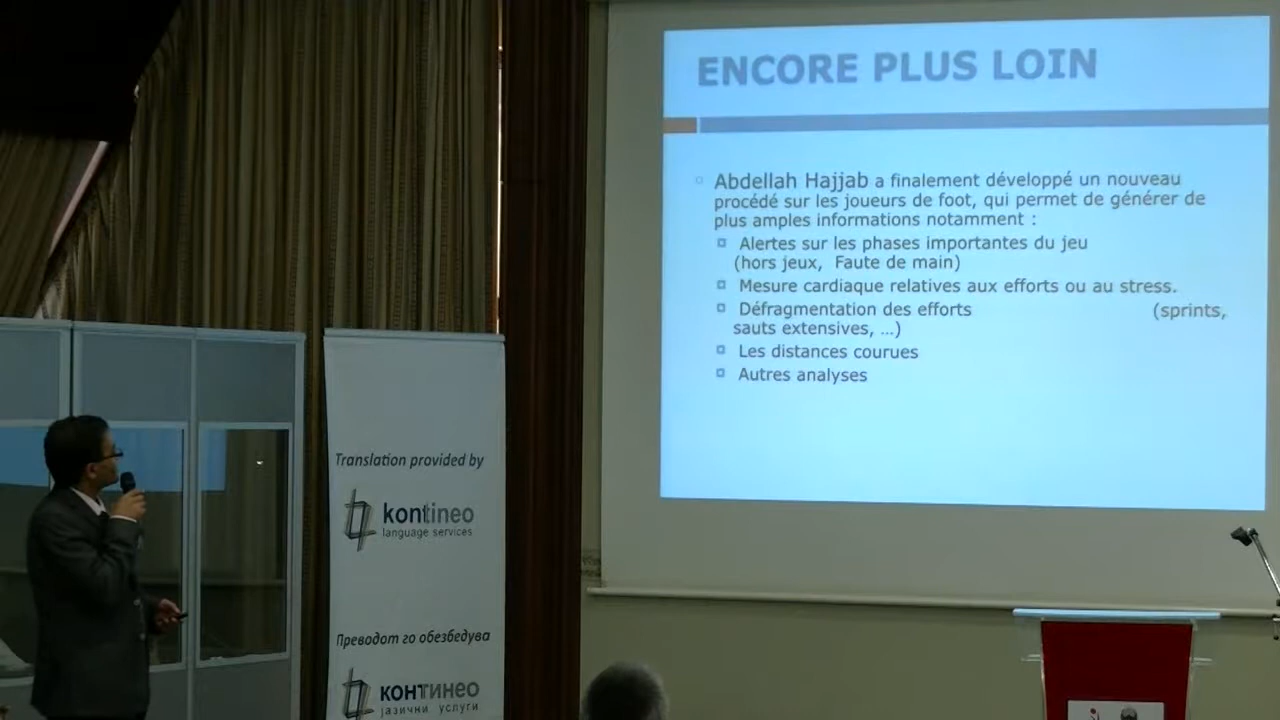 ENCORE PLUS LOIN
Abdellah Hajjab a finalement développé un nouveau
procédé sur les joueurs de foot, qui permet de générer de
plus amples informations notamment :
Alertes sur les phases importantes du jeu
(hors jeux, Faute de main)
Mesure cardiaque relatives aux efforts ou au stress.
Défragmentation des efforts (sprints,
sauts extensives, ...)
Les distances courues
Autres analyses
Translation provided by
kontineo
language services
Преводот го обезбедува
континео
јазични услуги